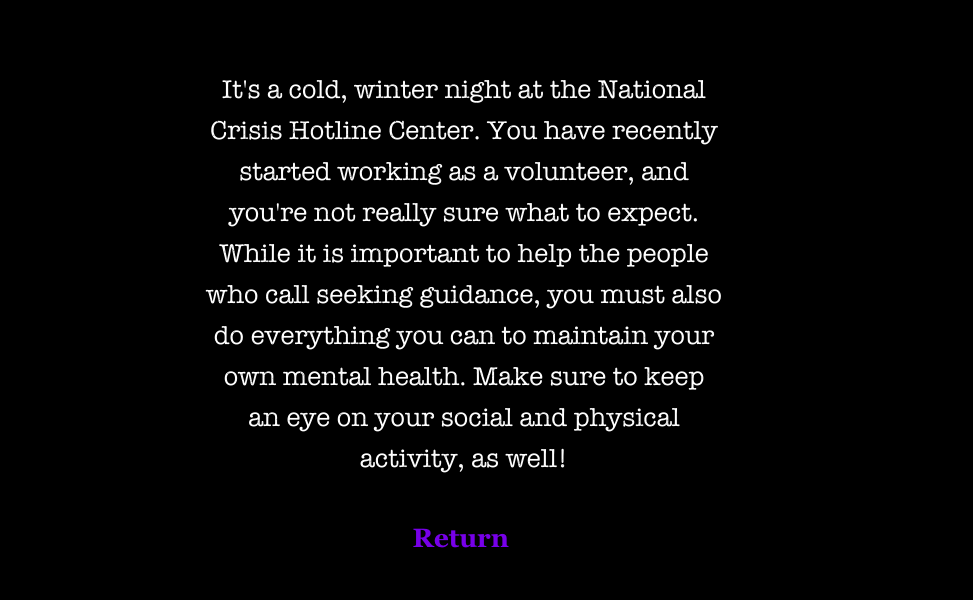 It's a cold, winter night at the National
Crisis Hotline Center. You have recently
started working as a volunteer, and
you're not really sure what to expect.
While it is important to help the people
who call seeking guidance, you must also
do everything you can to maintain your
own mental health. Make sure to keep
an eye on your social and physical
activity, as well!
Return